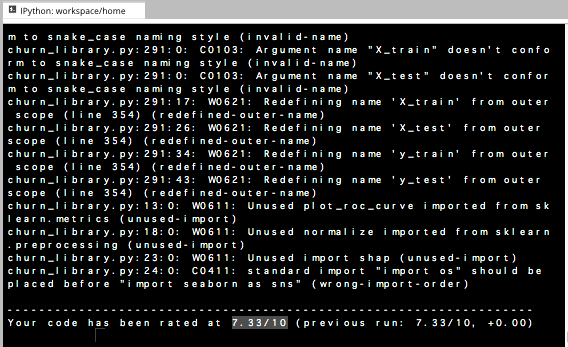 IPython: workspace/home
m to snake_case naming style (invalid-name)
churn_library.py:291:0: C0103: Argument name "X_train" doesn't confo
rm to snake_case naming style (invalid-name)
churn_library.py:291:0: C0103: Argument name "X_test" doesn't confor
m to snake_case naming style (invalid-name)
churn_library.py:291:17: W0621: Redefining name 'X_train' from outer
 scope (line 354) (redefined-outer-name)
churn_library.py:291:26: W0621: Redefining name 'X_test' from outer
scope (line 354) (redefined-outer-name)
churn_library.py:291:34: W0621: Redefining name 'y_train' from outer
 scope (line 354) (redefined-outer-name)
churn_library.py:291:43: W0621: Redefining name 'y_test' from outer
scope (line 354) (redefined-outer-name)
churn_library.py:13:0: W0611: Unused plot_roc_curve imported from sk
learn.metrics (unused-import)
churn_library.py:18:0: W0611: Unused normalize imported from sklearn
.preprocessing (unused-import)
churn_library.py:23:0: W0611: Unused import shap (unused-import)
churn_library.py:24:0: C0411: standard import "import os" should be
placed before "import seaborn as sns" (wrong-import-order)
------------------------------------------------------------------
Your code has been rated at 7.33/10 (previous run: 7.33/10, +0.00)